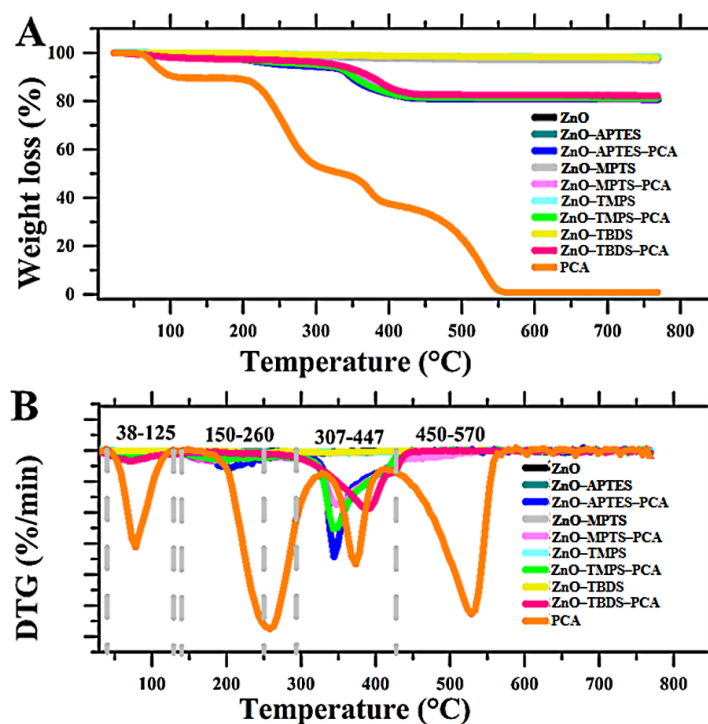 A
100
80
60
40
20
0
Weight loss (%)
ZnO
ZnO–APTES
ZnO–APTES–PCA
ZnO–MPTS
ZnO–MPTS–PCA
ZnO–TMPS
ZnO–TMPS–PCA
ZnO–TBDS
ZnO–TBDS–PCA
PCA
100 200 300 400 500 600 700 800
Temperature (°C)
B
38-125 150-260 307-447 450-570
DTG (%/min)
ZnO
ZnO–APTES
ZnO–APTES–PCA
ZnO–MPTS
ZnO–MPTS–PCA
ZnO–TMPS
ZnO–TMPS–PCA
ZnO–TBDS
ZnO–TBDS–PCA
PCA
100 200 300 400 500 600 700 800
Temperature (°C)